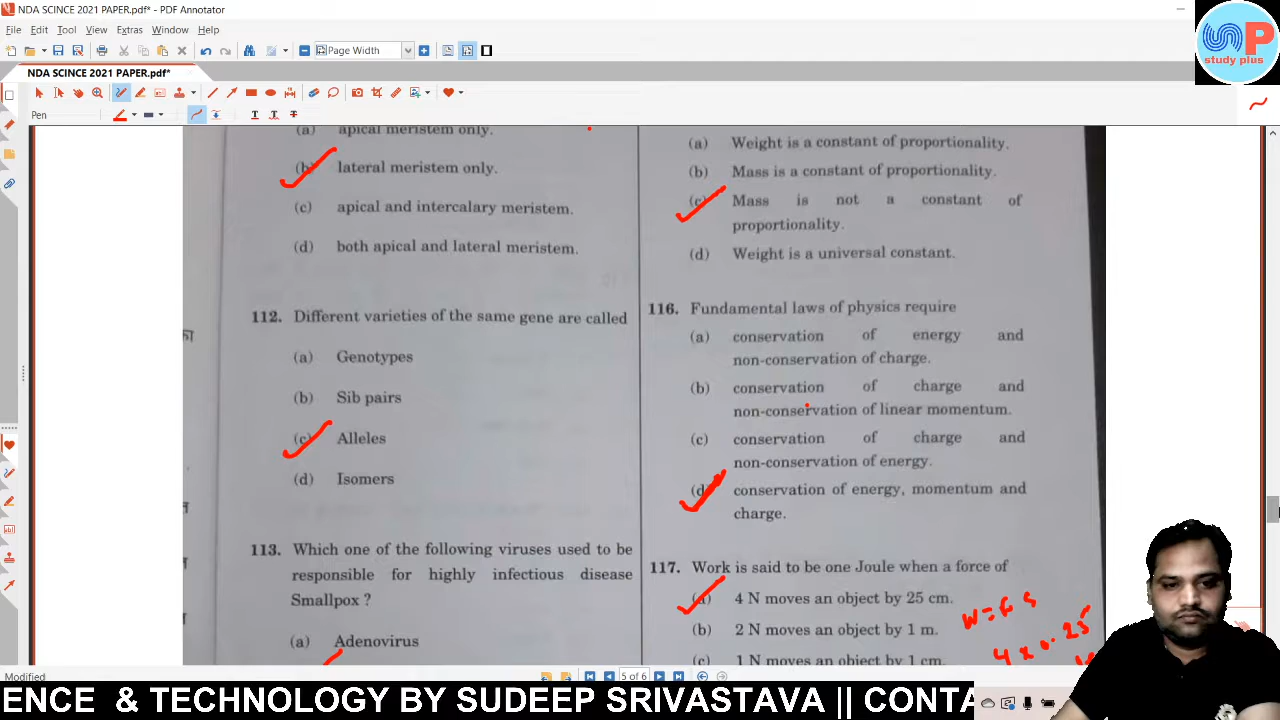 NDA SCINCE 2021 PAPER.pdf* - PDF Annotator
File Edit Tool View Extras Window Help
Page Width
NDA SCINCE 2021 PAPER.pdf*
Pen
SP
study plus
(a) apical meristem only.
(b) lateral meristem only.
(c) apical and intercalary meristem.
(d) both apical and lateral meristem.
112. Different varieties of the same gene are called
(a) Genotypes
(b) Sib pairs
(c) Alleles
(d) Isomers
113. Which one of the following viruses used to be
responsible for highly infectious disease
Smallpox ?
(a) Adenovirus
(a) Weight is a constant of proportionality.
(b) Mass is a constant of proportionality.
(c) Mass is not a constant of
proportionality.
(d) Weight is a universal constant.
116. Fundamental laws of physics require
(a) conservation of energy and
non-conservation of charge.
(b) conservation of charge and
non-conservation of linear momentum.
(c) conservation of charge and
non-conservation of energy.
(d) conservation of energy, momentum and
charge.
117. Work is said to be one Joule when a force of
(a) 4 N moves an object by 25 cm.
(b) 2 N moves an object by 1 m.
(c) 1 N moves an object by 1 cm.
W = F S
4 x 0.25
Modified
5 of 6
ENCE & TECHNOLOGY BY SUDEEP SRIVASTAVA || CONTA